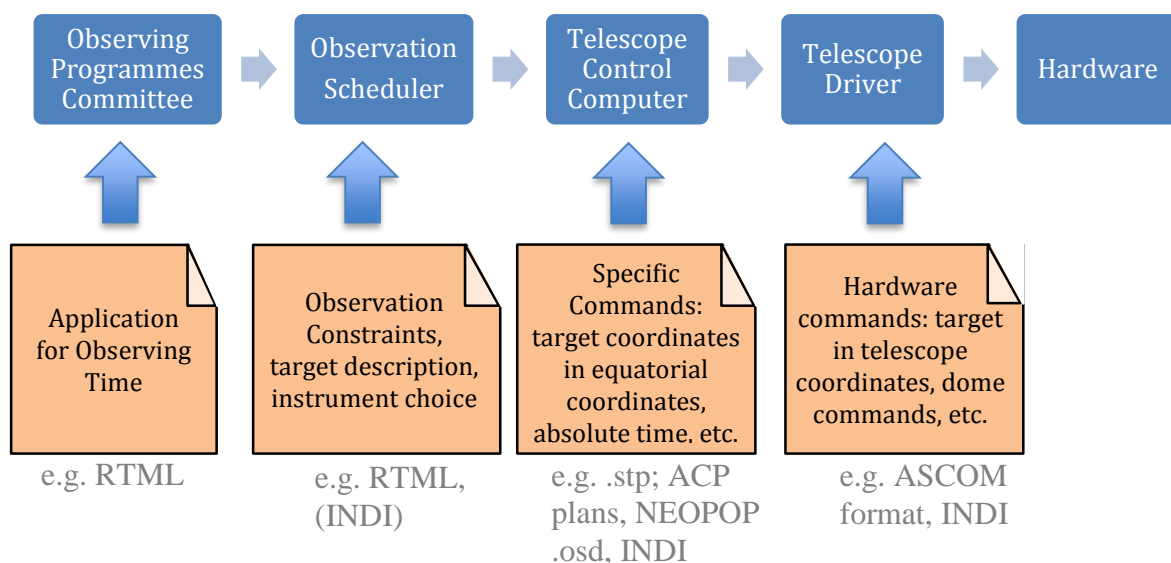 Observing
Programmes
Committee
Observation
Scheduler
Telescope
Control
Computer
Telescope
Driver
Hardware
Application
for Observing
Time
Observation
Constraints,
target description,
instrument choice
Specific
Commands:
target coordinates
in equatorial
coordinates,
absolute time, etc.
Hardware
commands: target
in telescope
coordinates, dome
commands, etc.
e.g. RTML
e.g. RTML,
(INDI)
e.g. .stp; ACP
plans, NEOPOP
.osd, INDI
e.g. ASCOM
format, INDI